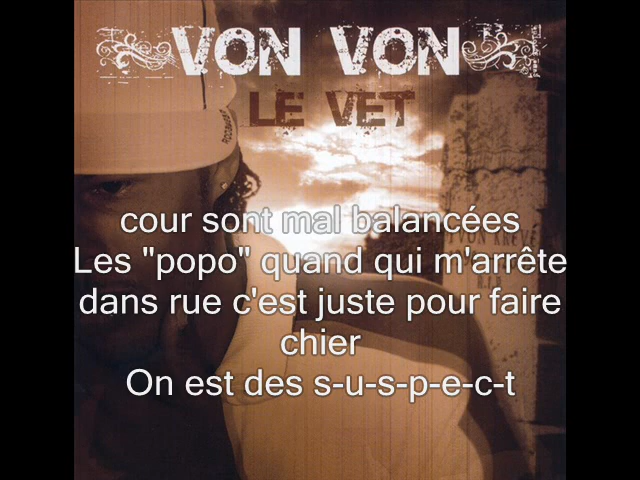 VON VON
LE VET
cour sont mal balancées
Les "popo" quand qui m'arrête
dans rue c'est juste pour faire
chier
On est des s-u-s-p-e-c-t